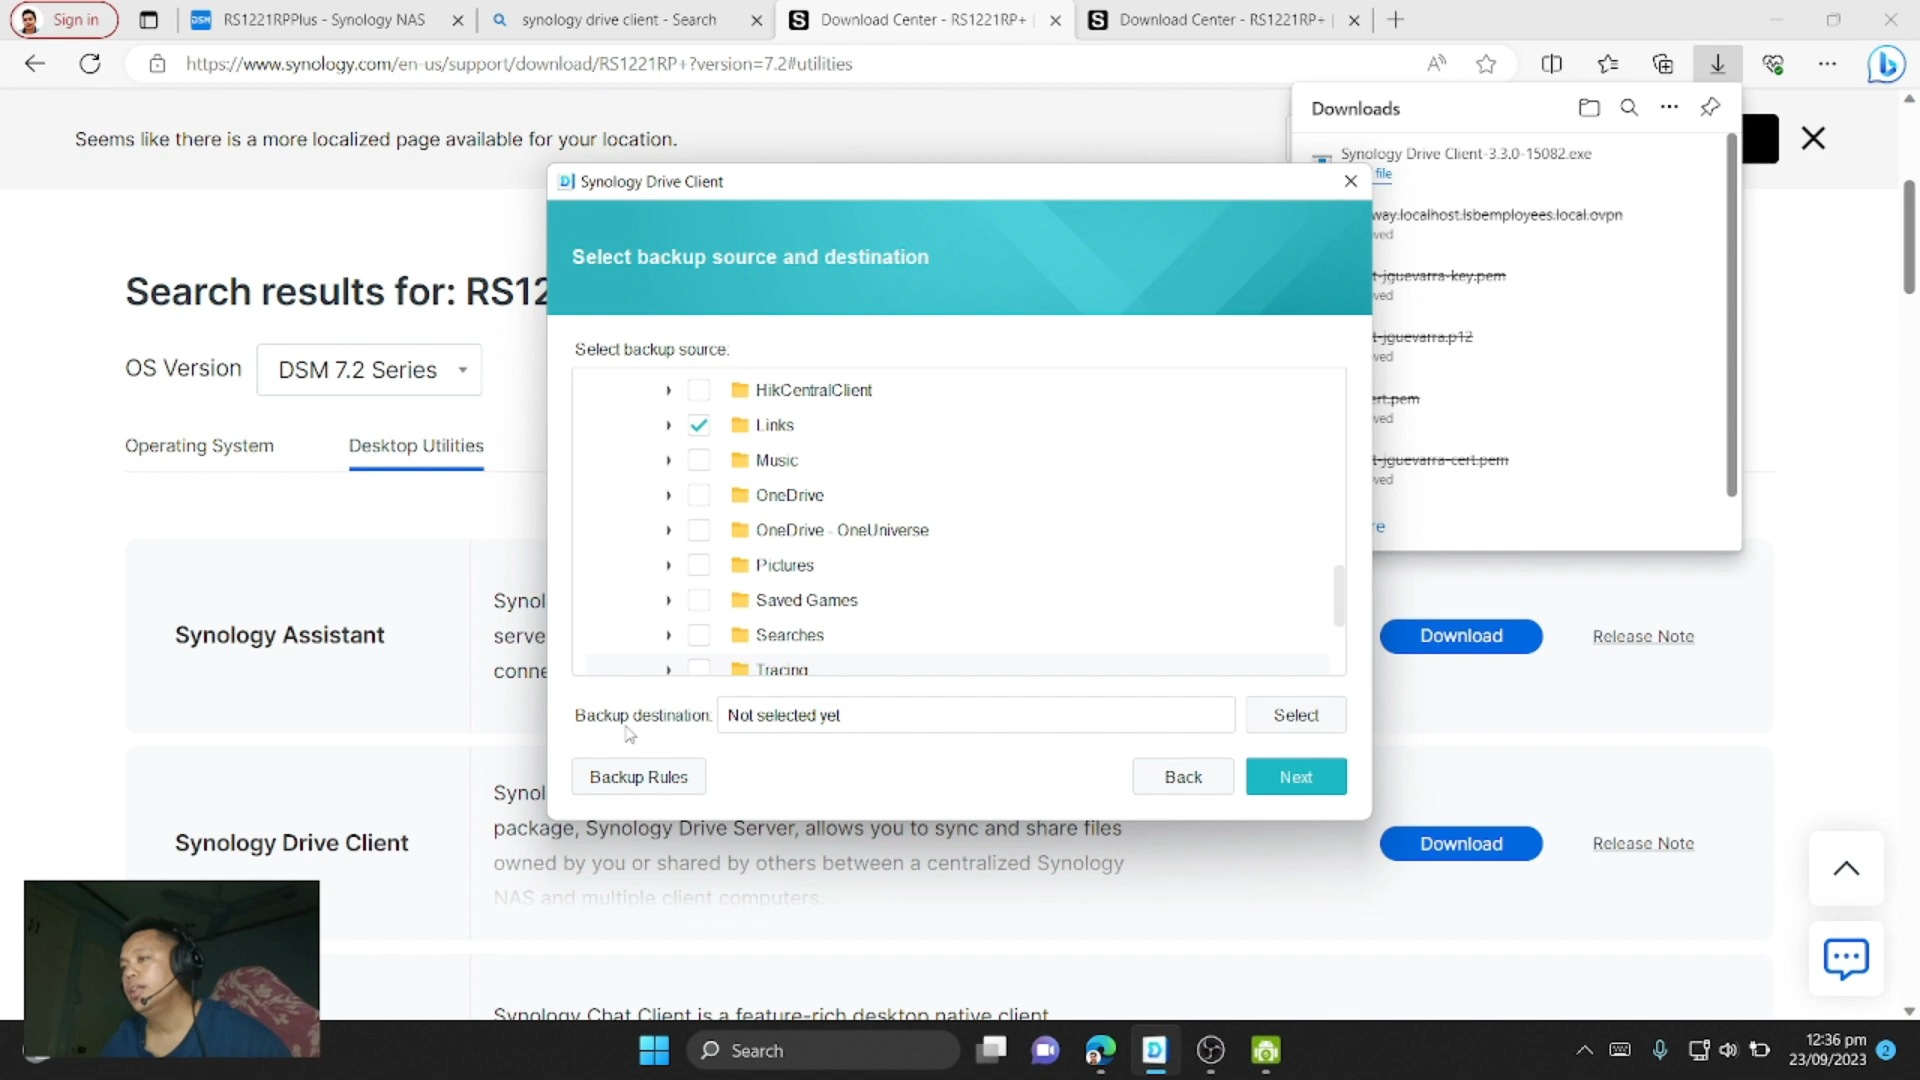 Sign in
RS1221RPPlus - Synology NAS
synology drive client - Search
Download Center - RS1221RP+ |
Download Center - RS1221RP+ |
https://www.synology.com/en-us/support/download/RS1221RP+?version=7.2#utilities
Downloads
Seems like there is a more localized page available for your location.
Synology Drive Client-3.3.0-15082.exe
file
way.localhost.lsbemployees.local.ovpn
ved
t-jguevarra-key.pem
ved
t-jguevarra.p12
ved
ert.pem
ved
t-jguevarra-cert.pem
ved
re
Synology Drive Client
Select backup source and destination
Search results for: RS12
OS Version
DSM 7.2 Series
Operating System
Desktop Utilities
Select backup source:
HikCentralClient
Links
Music
OneDrive
OneDrive - OneUniverse
Pictures
Saved Games
Searches
Tracing
Backup destination:
Not selected yet
Select
Backup Rules
Back
Next
Synology Assistant
Synol
serve
conne
Download
Release Note
Synology Drive Client
Synol
package, Synology Drive Server, allows you to sync and share files
owned by you or shared by others between a centralized Synology
NAS and multiple client computers.
Download
Release Note
Synology Chat Client is a feature-rich desktop native client
Search
12:36 pm
23/09/2023
2